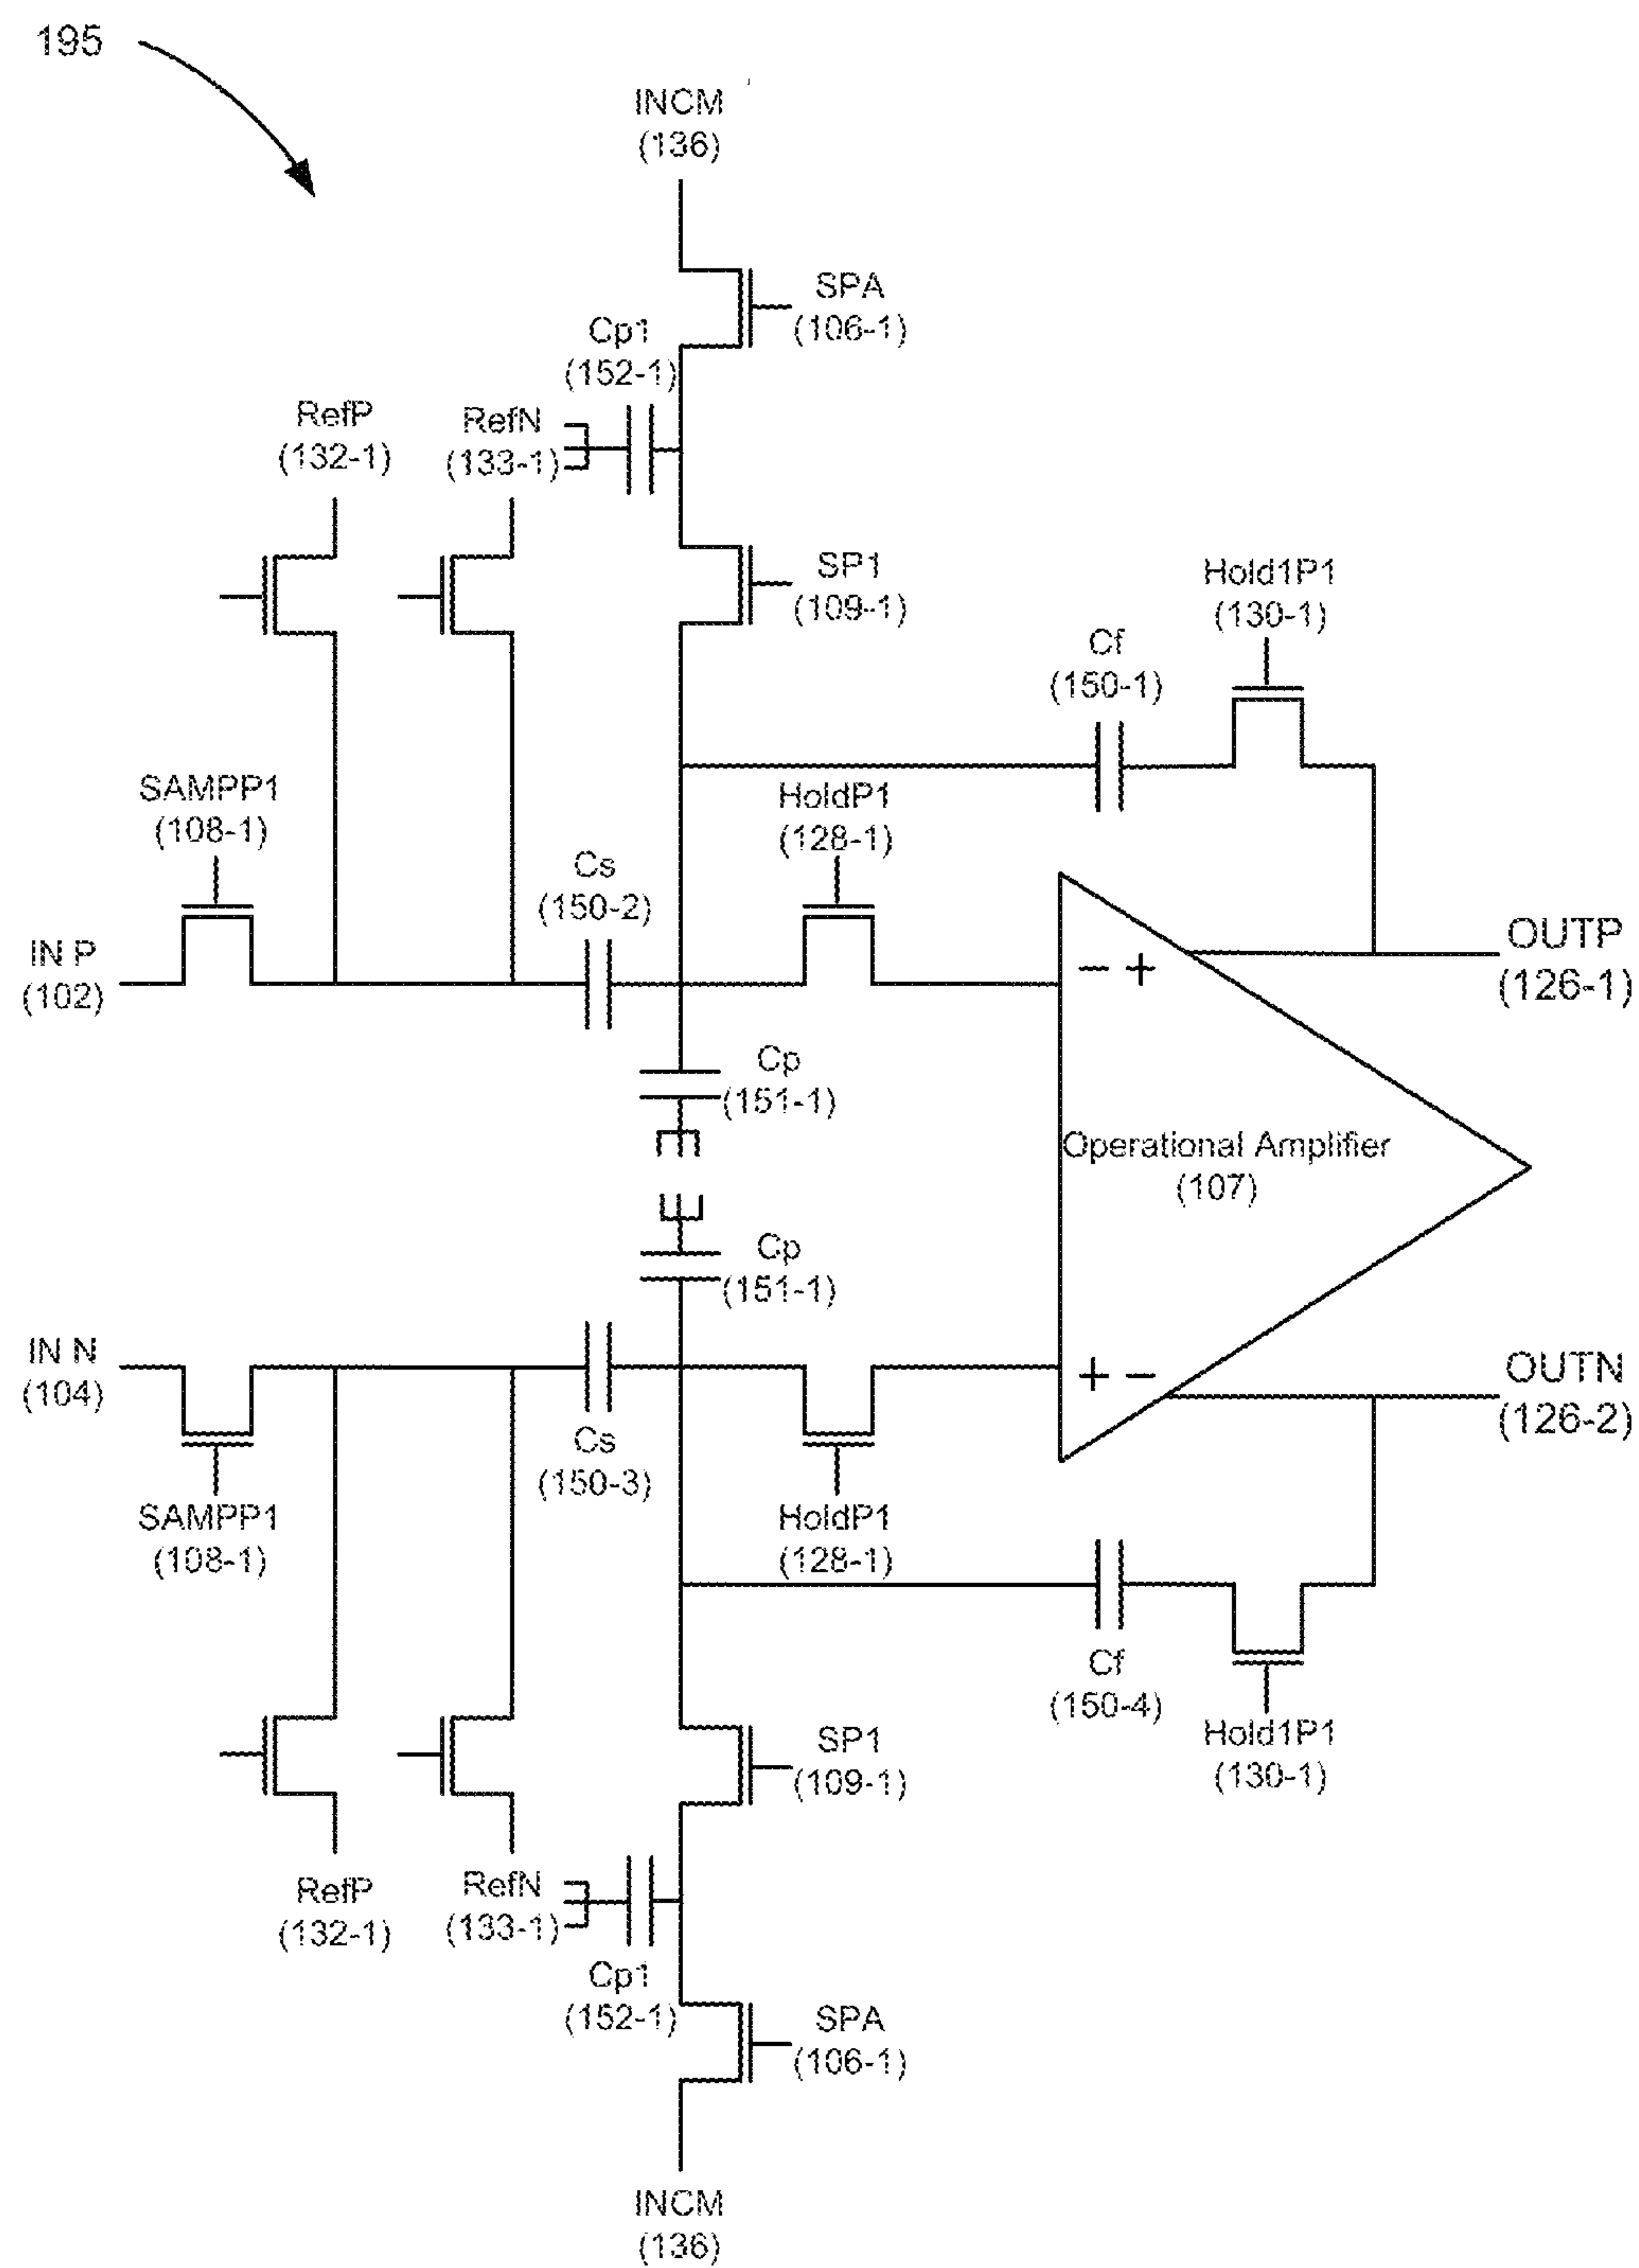 195
INCM
(136)
SPA
(106-1)
Cp1
(152-1)
RefP
(132-1)
RefN
(133-1)
SP1
(109-1)
Hold1P1
(130-1)
Cf
(150-1)
SAMPP1
(108-1)
HoldP1
(128-1)
Cs
(150-2)
IN P
(102)
- +
OUTP
(126-1)
Cp
(151-1)
Operational Amplifier
(107)
Cp
(151-1)
IN N
(104)
+ -
OUTN
(126-2)
Cs
(150-3)
SAMPP1
(108-1)
HoldP1
(128-1)
Cf
(150-4)
Hold1P1
(130-1)
SP1
(109-1)
RefP
(132-1)
RefN
(133-1)
Cp1
(152-1)
SPA
(106-1)
INCM
(136)